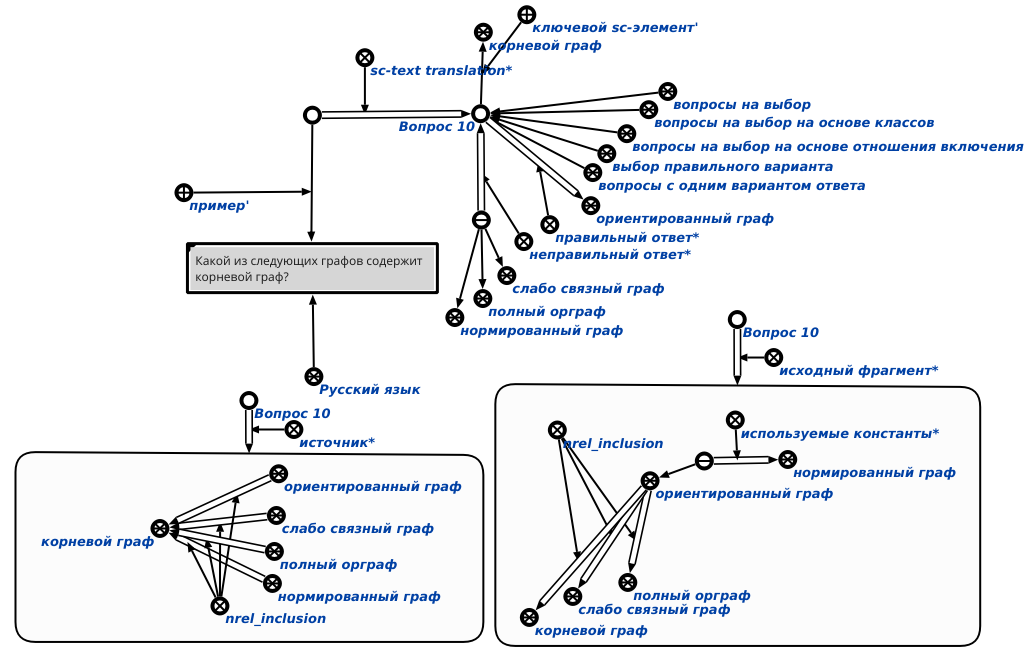 ключевой sc-элемент'
корневой граф
sc-text translation*
Вопрос 10
вопросы на выбор
вопросы на выбор на основе классов
вопросы на выбор на основе отношения включения
выбор правильного варианта
вопросы с одним вариантом ответа
ориентированный граф
пример'
правильный ответ*
неправильный ответ*
Какой из следующих графов содержит
корневой граф?
слабо связный граф
полный орграф
нормированный граф
Русский язык
Вопрос 10
исходный фрагмент*
Вопрос 10
источник*
ориентированный граф
слабо связный граф
корневой граф
полный орграф
нормированный граф
nrel_inclusion
nrel_inclusion
используемые константы*
нормированный граф
ориентированный граф
полный орграф
слабо связный граф
корневой граф